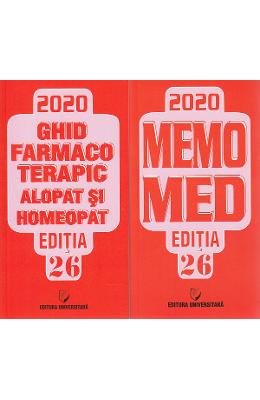 2020
GHID
FARMACO
TERAPIC
ALOPAT ŞI
HOMEOPAT
EDIŢIA
26
EDITURA UNIVERSITARĂ
2020
MEMO
MED
EDIŢIA
26
EDITURA UNIVERSITARĂ